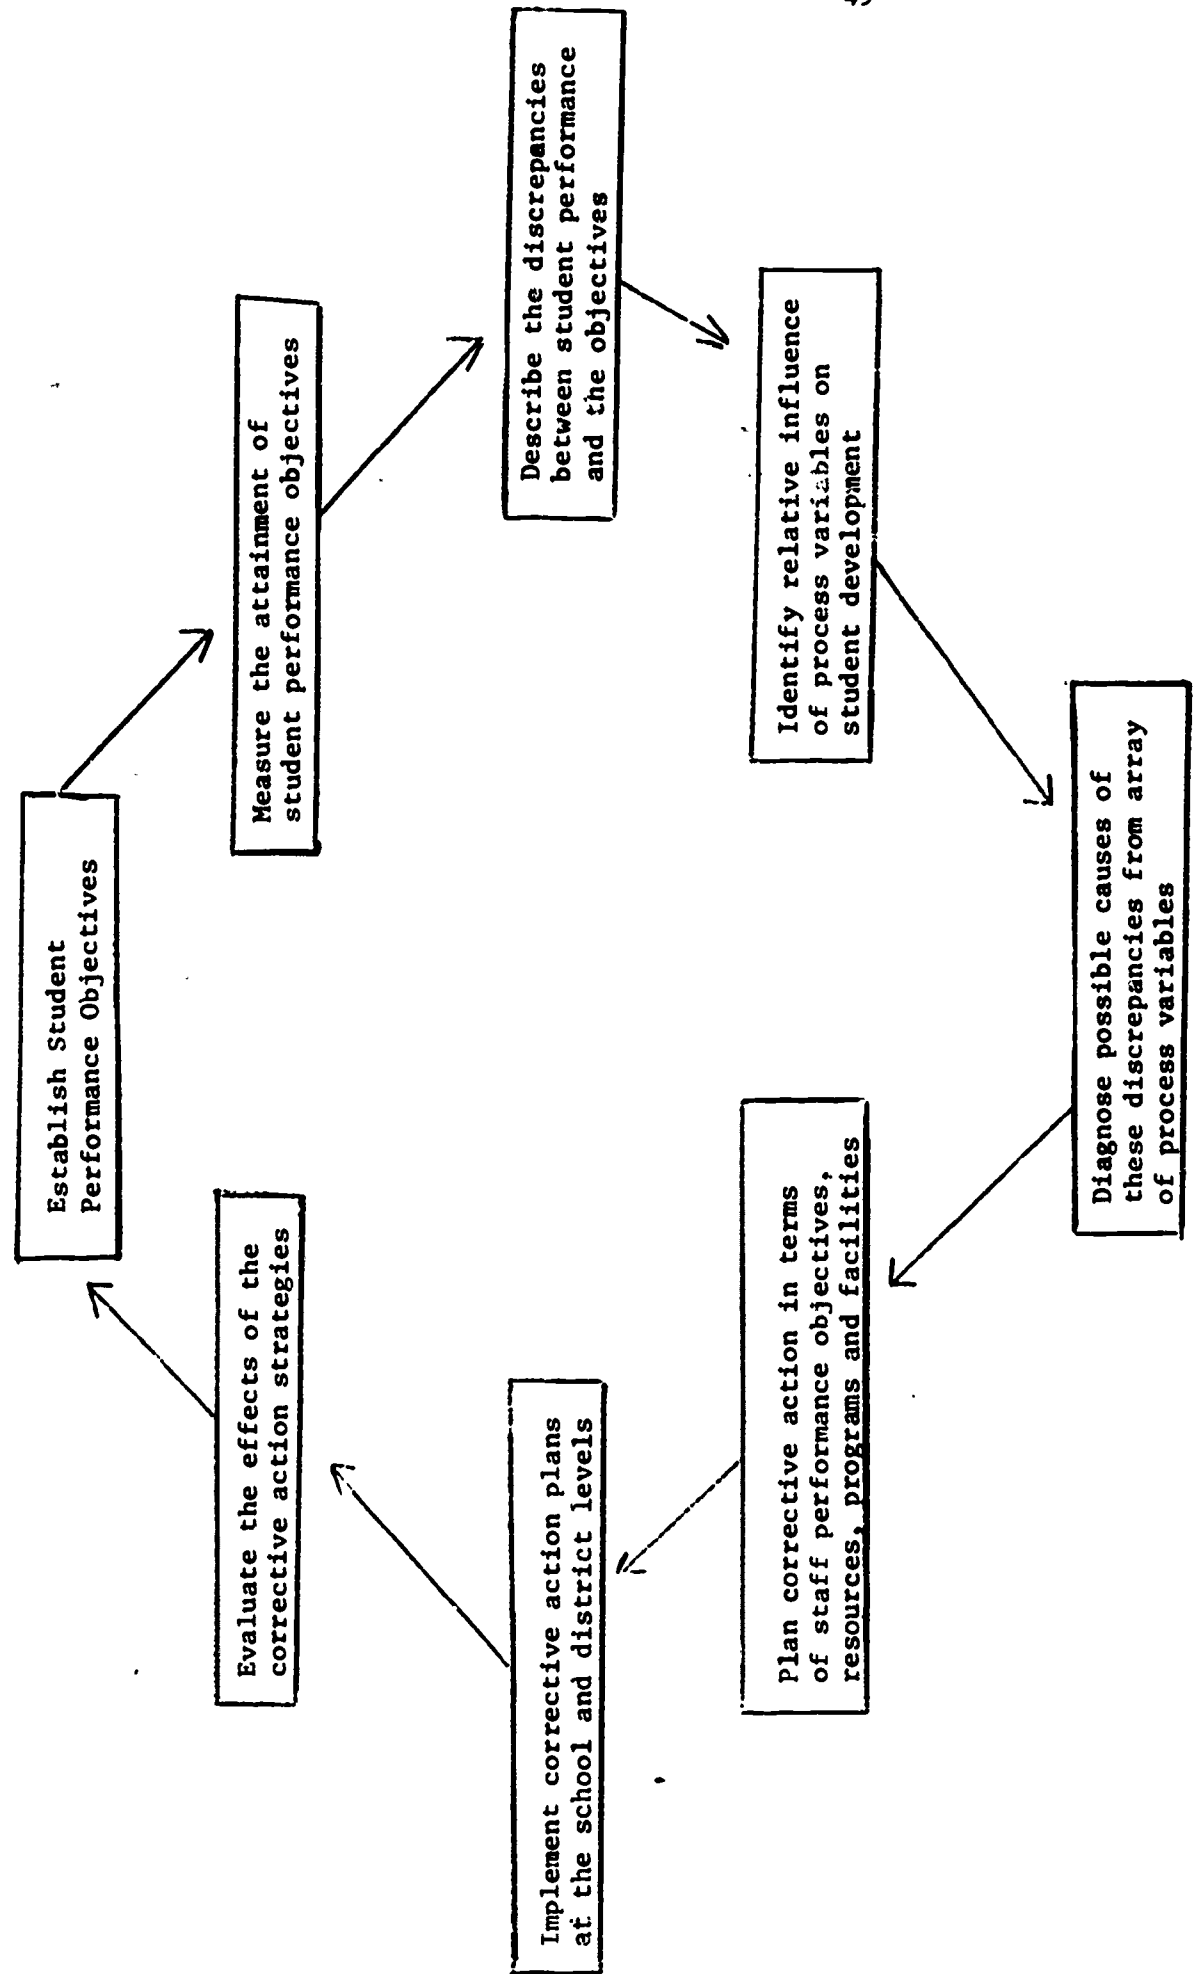 Establish Student
Performance Objectives
Measure the attainment of
student performance objectives
Describe the discrepancies
between student performance
and the objectives
Identify relative influence
of process variables on
student development
Diagnose possible causes of
these discrepancies from array
of process variables
Plan corrective action in terms
of staff performance objectives,
resources, programs and facilities
Implement corrective action plans
at the school and district levels
Evaluate the effects of the
corrective action strategies